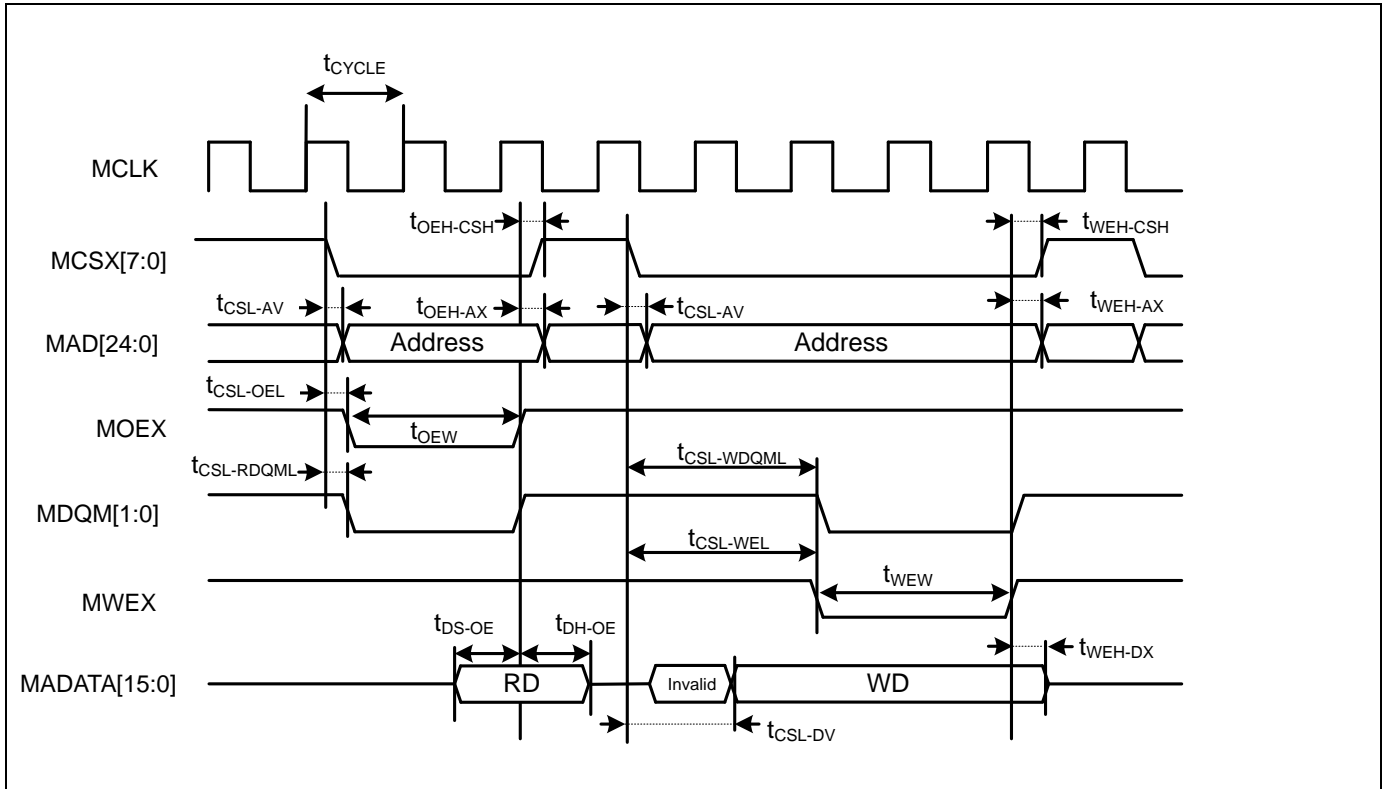 tCYCLE
MCLK
tOEH-CSH
tWEH-CSH
MCSX[7:0]
tCSL-AV
tOEH-AX
tCSL-AV
tWEH-AX
MAD[24:0]
Address
Address
tCSL-OEL
MOEX
tOEW
tCSL-RDQML
tCSL-WDQML
MDQM[1:0]
tCSL-WEL
MWEX
tWEW
tDS-OE
tDH-OE
tWEH-DX
MADATA[15:0]
RD
Invalid
WD
tCSL-DV